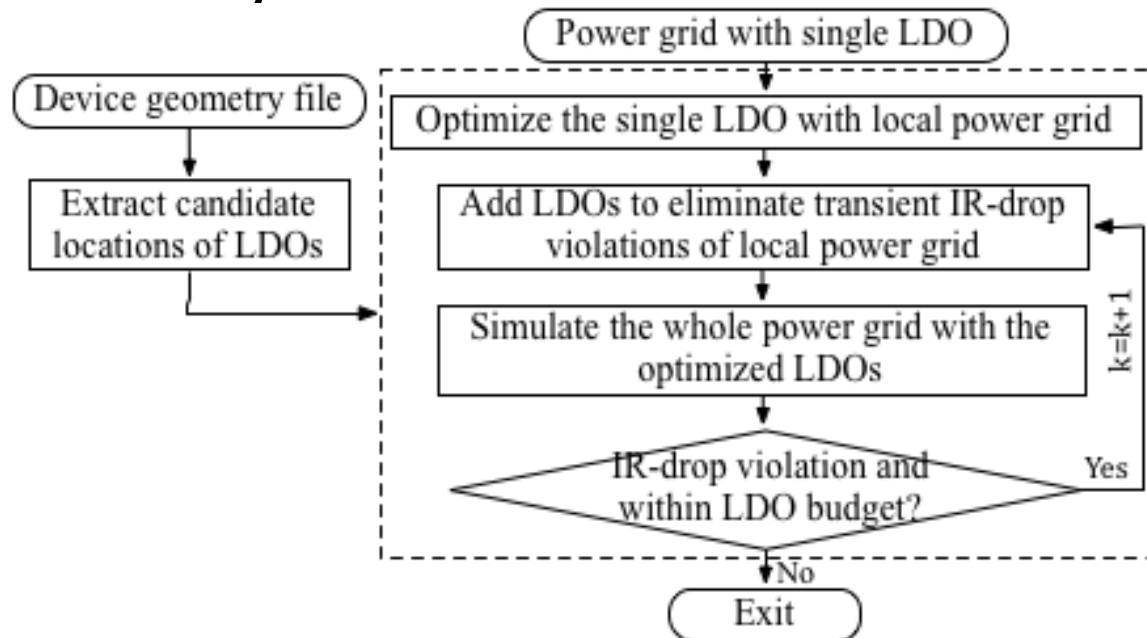 Power grid with single LDO
Device geometry file
Optimize the single LDO with local power grid
Extract candidate
locations of LDOs
Add LDOs to eliminate transient IR-drop
violations of local power grid
k=k+1
Simulate the whole power grid with the
optimized LDOs
IR-drop violation and
within LDO budget?
Yes
No
Exit